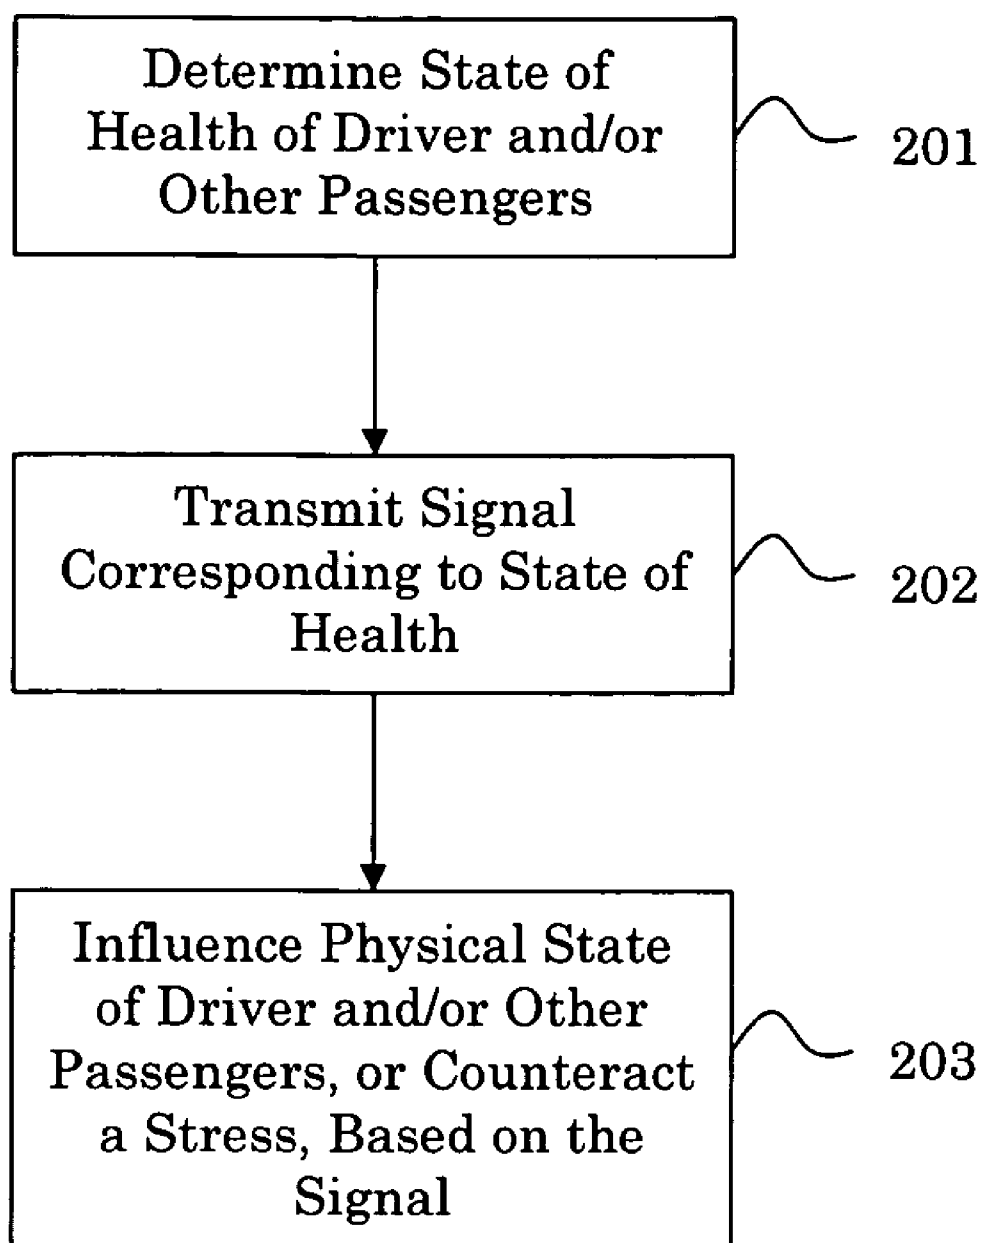 Determine State of
Health of Driver and/or
Other Passengers
201
Transmit Signal
Corresponding to State of
Health
202
Influence Physical State
of Driver and/or Other
Passengers, or Counteract
a Stress, Based on the
Signal
203